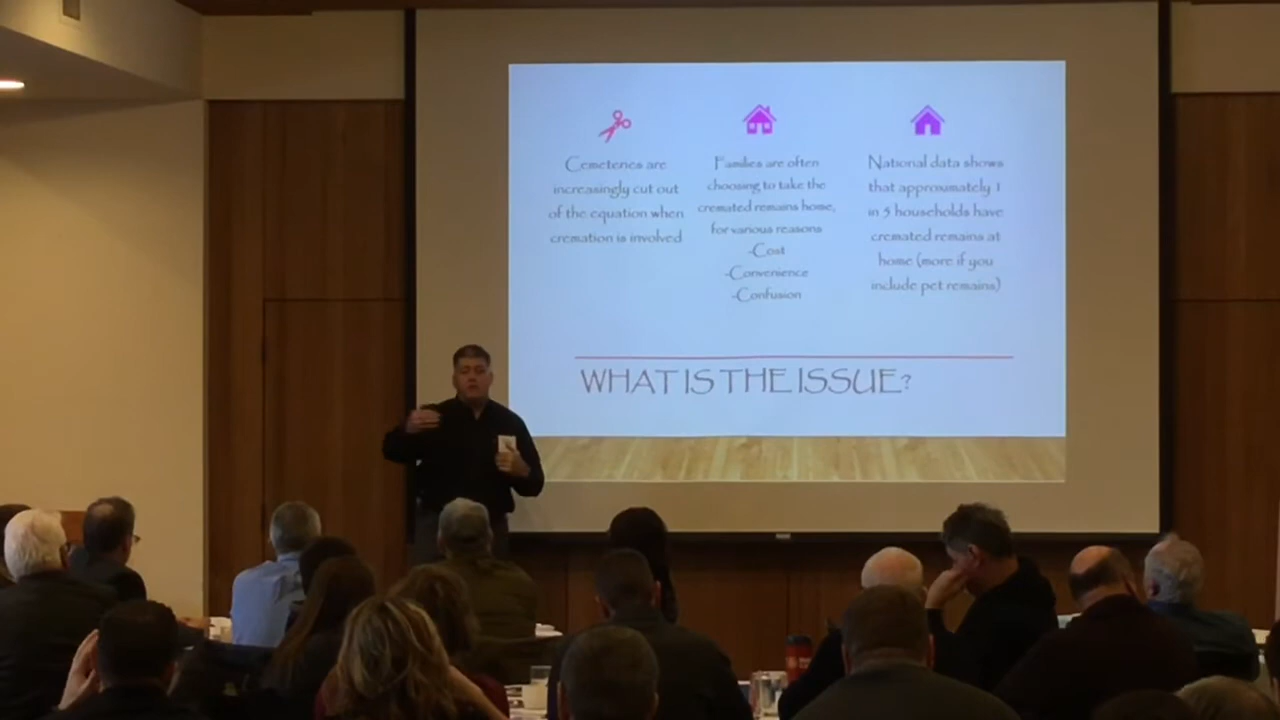 Cemeteries are
increasingly cut out
of the equation when
cremation is involved
Families are often
choosing to take the
cremated remains home,
for various reasons
-Cost
-Convenience
-Confusion
National data shows
that approximately 1
in 5 households have
cremated remains at
home (more if you
include pet remains)
WHAT IS THE ISSUE?